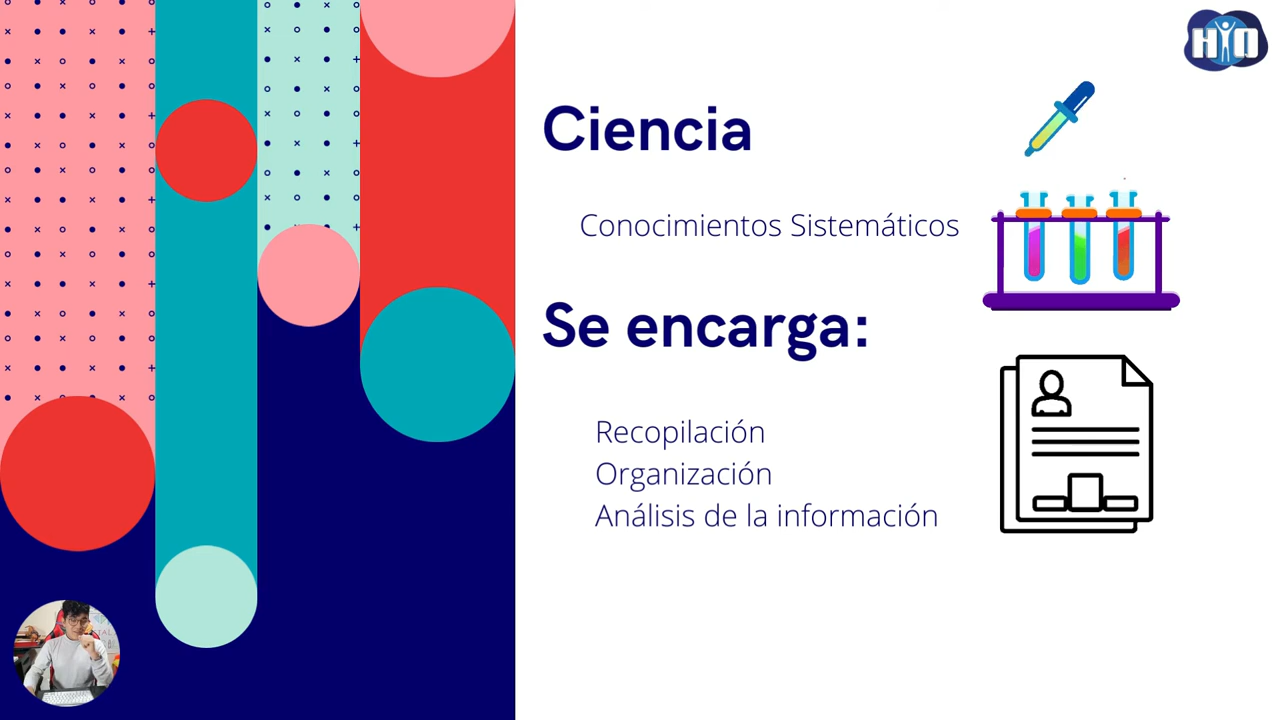 Ciencia
Conocimientos Sistemáticos
Se encarga:
Recopilación
Organización
Análisis de la información